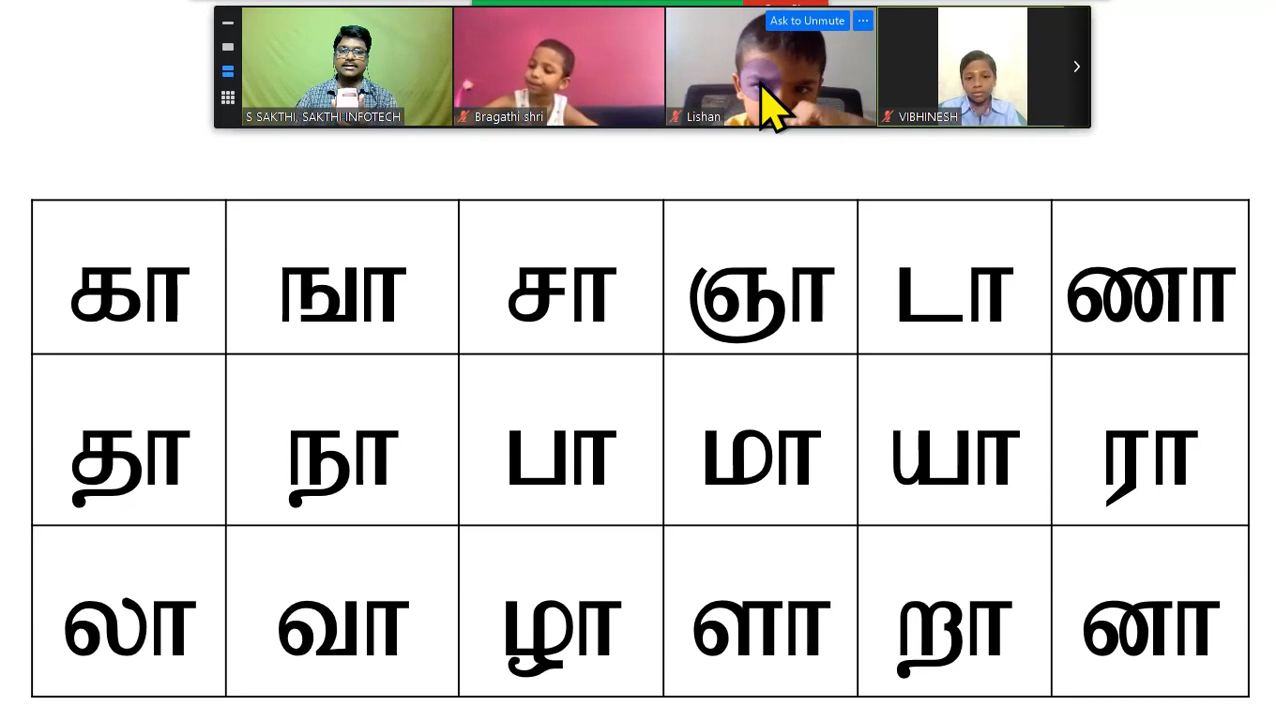 Ask to Unmute ...
S SAKTHI, SAKTHI INFOTECH Bragathi shri Lishan VIBHINESH
கா ஙா சா ஞா டா ணா
தா நா பா மா யா ரா
லா வா ழா ளா றா னா